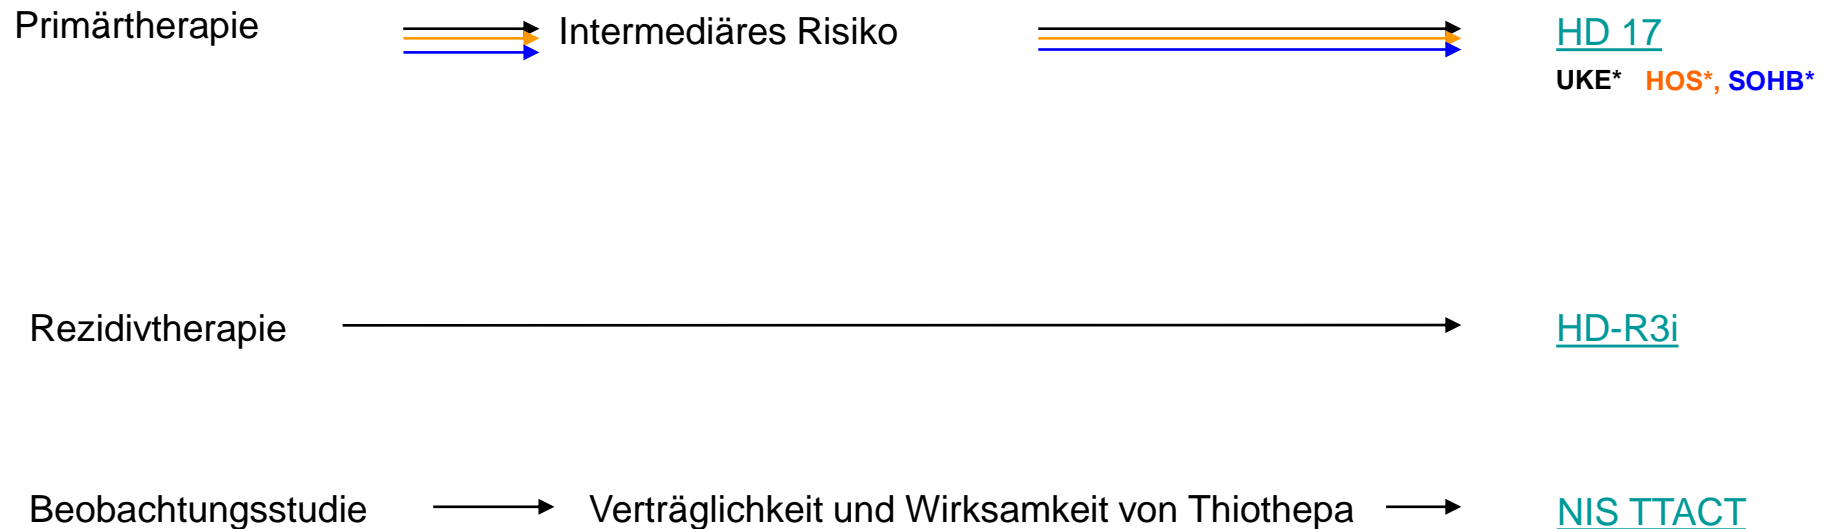 Primärtherapie Intermediäres Risiko HD 17
UKE* HOS*, SOHB*
Rezidivtherapie HD-R3i
Beobachtungsstudie Verträglichkeit und Wirksamkeit von Thiothepa NIS TTACT